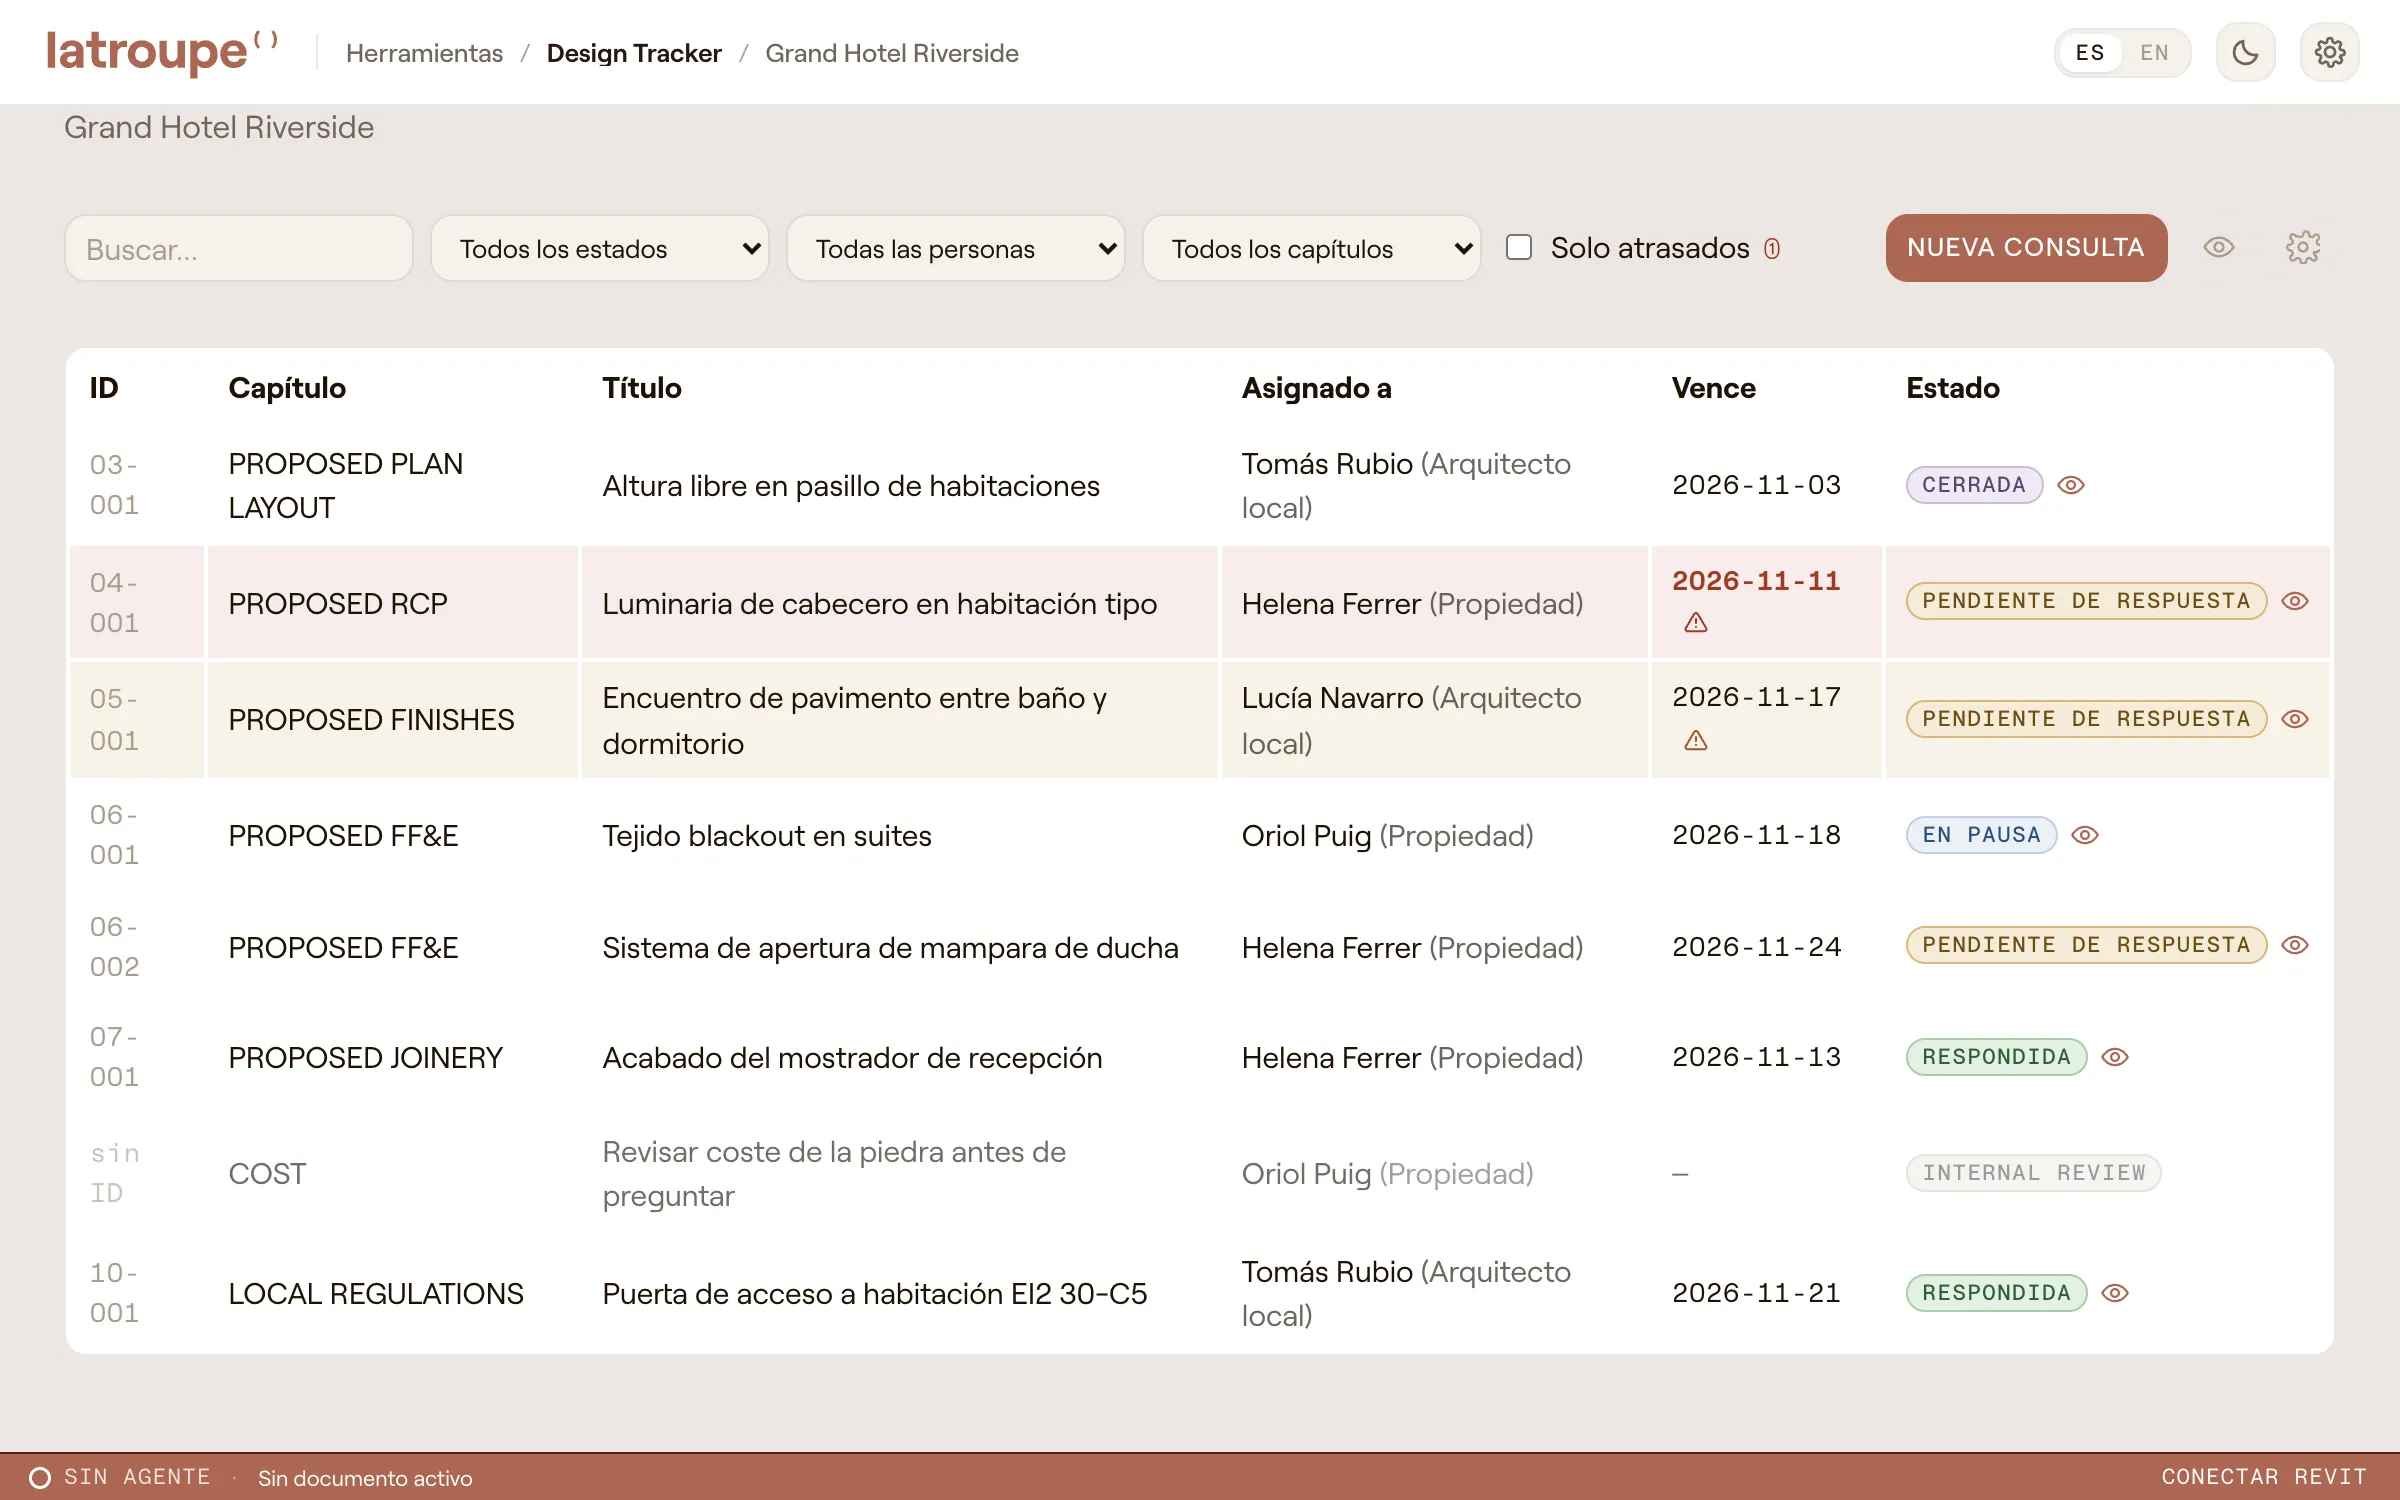 latroupe ( )
Herramientas / Design Tracker / Grand Hotel Riverside
ES EN
Grand Hotel Riverside
Buscar...
Todos los estados
Todas las personas
Todos los capítulos
Solo atrasados 1
NUEVA CONSULTA
ID Capítulo Título Asignado a Vence Estado
03-001 PROPOSED PLAN LAYOUT Altura libre en pasillo de habitaciones Tomás Rubio (Arquitecto local) 2026-11-03 CERRADA
04-001 PROPOSED RCP Luminaria de cabecero en habitación tipo Helena Ferrer (Propiedad) 2026-11-11 PENDIENTE DE RESPUESTA
05-001 PROPOSED FINISHES Encuentro de pavimento entre baño y dormitorio Lucía Navarro (Arquitecto local) 2026-11-17 PENDIENTE DE RESPUESTA
06-001 PROPOSED FF&E Tejido blackout en suites Oriol Puig (Propiedad) 2026-11-18 EN PAUSA
06-002 PROPOSED FF&E Sistema de apertura de mampara de ducha Helena Ferrer (Propiedad) 2026-11-24 PENDIENTE DE RESPUESTA
07-001 PROPOSED JOINERY Acabado del mostrador de recepción Helena Ferrer (Propiedad) 2026-11-13 RESPONDIDA
sin ID COST Revisar coste de la piedra antes de preguntar Oriol Puig (Propiedad) — INTERNAL REVIEW
10-001 LOCAL REGULATIONS Puerta de acceso a habitación EI2 30-C5 Tomás Rubio (Arquitecto local) 2026-11-21 RESPONDIDA
SIN AGENTE · Sin documento activo
CONECTAR REVIT